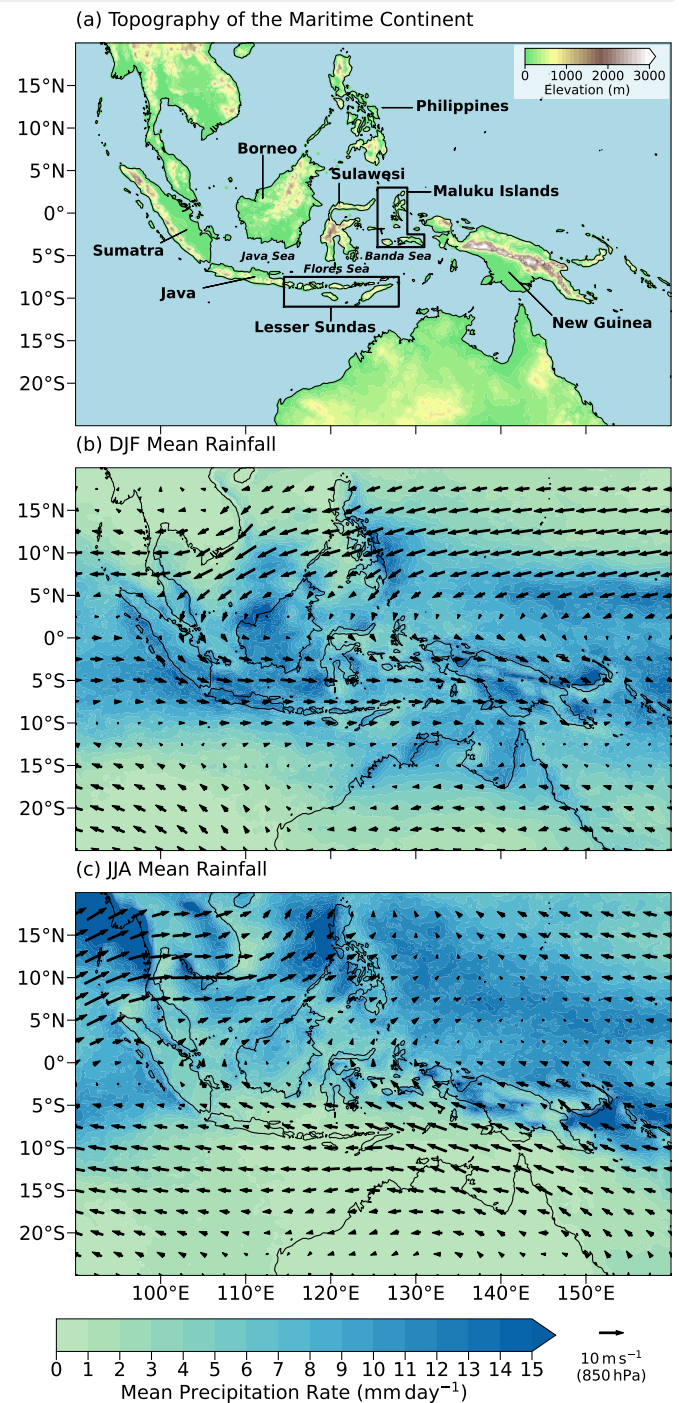 (a) Topography of the Maritime Continent
0 1000 2000 3000
Elevation (m)
15°N
10°N
5°N
0°
5°S
10°S
15°S
20°S
Philippines
Borneo
Sulawesi
Maluku Islands
Sumatra
Java Sea
Flores Sea
Banda Sea
Java
Lesser Sundas
New Guinea
(b) DJF Mean Rainfall
15°N
10°N
5°N
0°
5°S
10°S
15°S
20°S
(c) JJA Mean Rainfall
15°N
10°N
5°N
0°
5°S
10°S
15°S
20°S
100°E 110°E 120°E 130°E 140°E 150°E
0 1 2 3 4 5 6 7 8 9 10 11 12 13 14 15
Mean Precipitation Rate (mm day⁻¹)
10 m s⁻¹
(850 hPa)